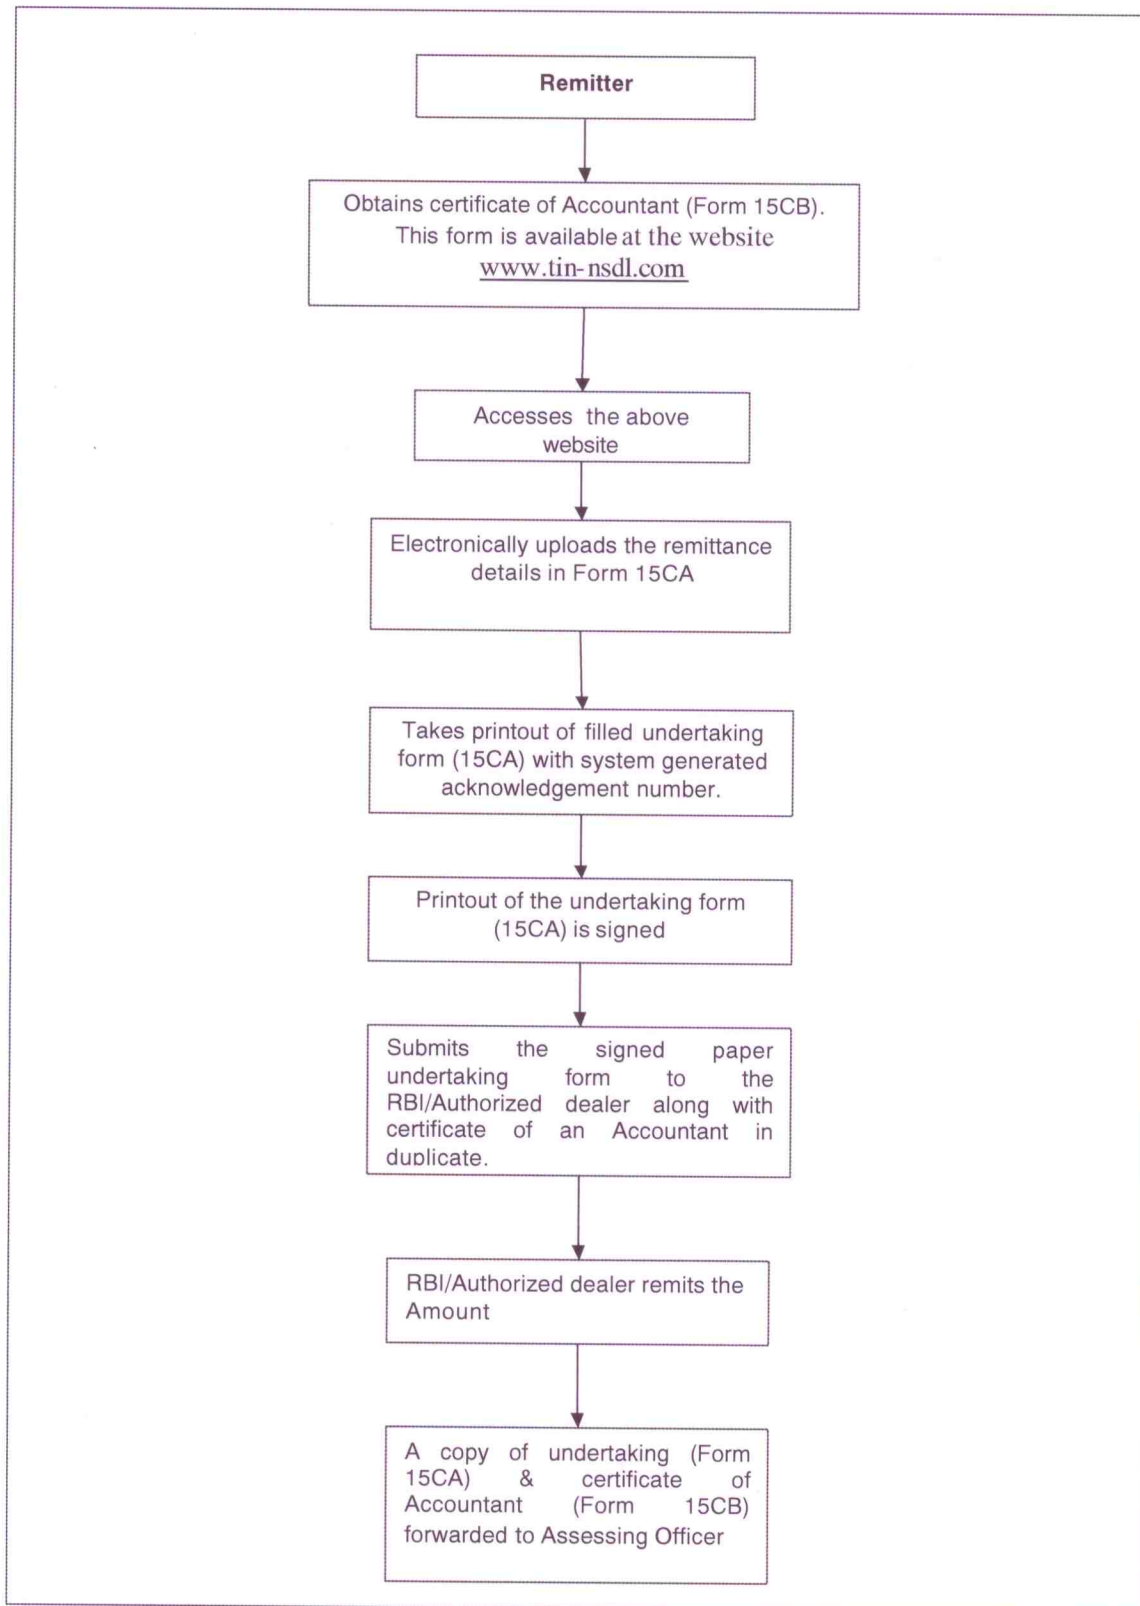 Remitter
Obtains certificate of Accountant (Form 15CB).
This form is available at the website
www.tin-nsdl.com
Accesses the above
website
Electronically uploads the remittance
details in Form 15CA
Takes printout of filled undertaking
form (15CA) with system generated
acknowledgement number.
Printout of the undertaking form
(15CA) is signed
Submits the signed paper
undertaking form to the
RBI/Authorized dealer along with
certificate of an Accountant in
duplicate.
RBI/Authorized dealer remits the
Amount
A copy of undertaking (Form
15CA) & certificate of
Accountant (Form 15CB)
forwarded to Assessing Officer